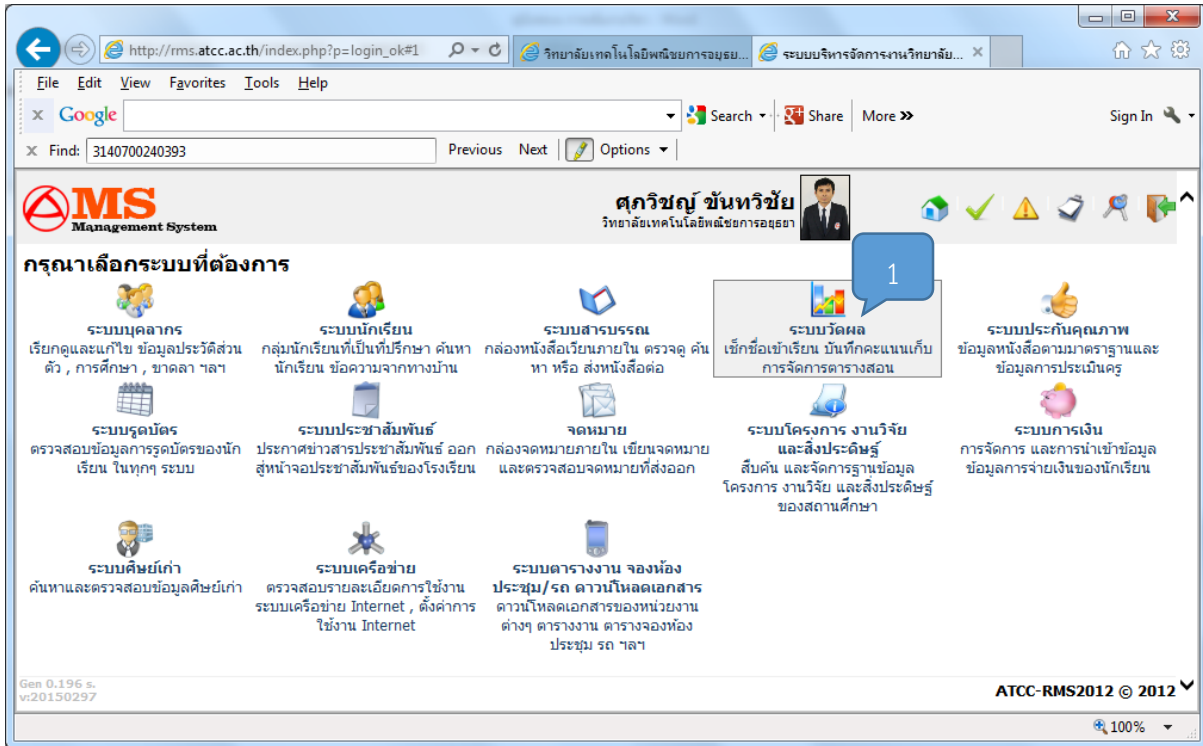 http://rms.atcc.ac.th/index.php?p=login_ok#1
วิทยาลัยเทคโนโลยีพณิชยการอยุธย...
ระบบบริหารจัดการงานวิทยาลัย...
File Edit View Favorites Tools Help
x Google
Search
Share
More »
Sign In
x Find: 3140700240393
Previous Next
Options
MS
Management System
ศุภวิชญ์ ขันทวิชัย
วิทยาลัยเทคโนโลยีพณิชยการอยุธยา
กรุณาเลือกระบบที่ต้องการ
1
ระบบบุคลากร
เรียกดูและแก้ไข ข้อมูลประวัติส่วน
ตัว , การศึกษา , ขาดลา ฯลฯ
ระบบนักเรียน
กลุ่มนักเรียนที่เป็นที่ปรึกษา ค้นหา
นักเรียน ข้อความจากทางบ้าน
ระบบสารบรรณ
กล่องหนังสือเวียนภายใน ตรวจดู ค้น
หา หรือ ส่งหนังสือต่อ
ระบบวัดผล
เช็กชื่อเข้าเรียน บันทึกคะแนนเก็บ
การจัดการตารางสอน
ระบบประกันคุณภาพ
ข้อมูลหนังสือตามมาตราฐานและ
ข้อมูลการประเมินครู
ระบบรูดบัตร
ตรวจสอบข้อมูลการรูดบัตรของนัก
เรียน ในทุกๆ ระบบ
ระบบประชาสัมพันธ์
ประกาศข่าวสารประชาสัมพันธ์ ออก
สู่หน้าจอประชาสัมพันธ์ของโรงเรียน
จดหมาย
กล่องจดหมายภายใน เขียนจดหมาย
และตรวจสอบจดหมายที่ส่งออก
ระบบโครงการ งานวิจัย
และสิ่งประดิษฐ์
สืบค้น และจัดการฐานข้อมูล
โครงการ งานวิจัย และสิ่งประดิษฐ์
ของสถานศึกษา
ระบบการเงิน
การจัดการ และการนำเข้าข้อมูล
ข้อมูลการจ่ายเงินของนักเรียน
ระบบศิษย์เก่า
ค้นหาและตรวจสอบข้อมูลศิษย์เก่า
ระบบเครือข่าย
ตรวจสอบรายละเอียดการใช้งาน
ระบบเครือข่าย Internet , ตั้งค่าการ
ใช้งาน Internet
ระบบตารางงาน จองห้อง
ประชุม/รถ ดาวน์โหลดเอกสาร
ดาวน์โหลดเอกสารของหน่วยงาน
ต่างๆ ตารางงาน ตารางจองห้อง
ประชุม รถ ฯลฯ
Gen 0.196 s.
v:20150297
ATCC-RMS2012 © 2012
100%